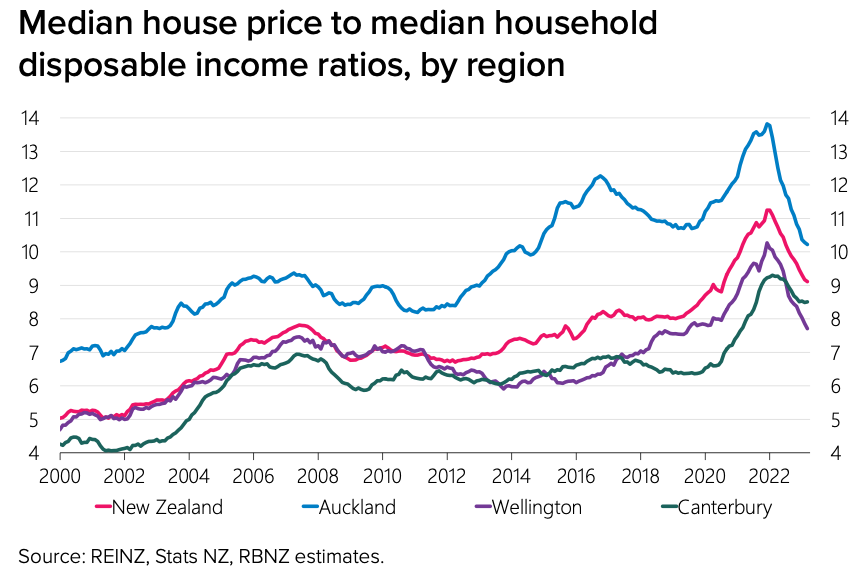 Median house price to median household
disposable income ratios, by region
14 14
13 13
12 12
11 11
10 10
9 9
8 8
7 7
6 6
5 5
4 4
2000 2002 2004 2006 2008 2010 2012 2014 2016 2018 2020 2022
New Zealand Auckland Wellington Canterbury
Source: REINZ, Stats NZ, RBNZ estimates.